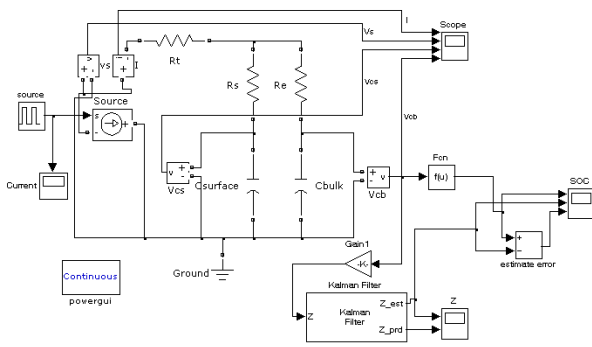 I
Vs
Scope
Vcs
Vcb
Rt
vs
I
Rs
Re
source
Source
s
Current
v
Vcs
Csurface
Cbulk
v
Vcb
Fcn
f(u)
SOC
estimate error
Gain1
-K-
Kalman Filter
Ground
Continuous
powergui
Z
Kalman
Filter
Z_est
Z_prd
Z